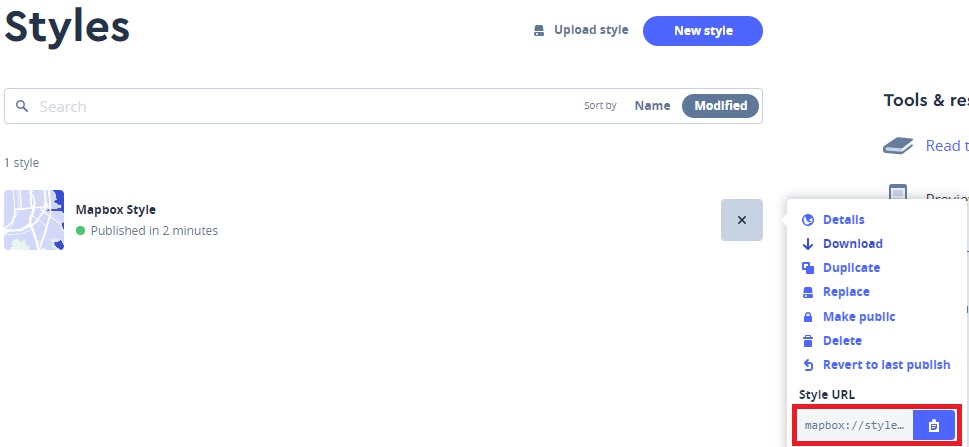 Styles
Upload style
New style
Search
Sort by
Name
Modified
Tools & res
Read t
1 style
Mapbox Style
Published in 2 minutes
×
Details
Download
Duplicate
Replace
Make public
Delete
Revert to last publish
Style URL
mapbox://style…